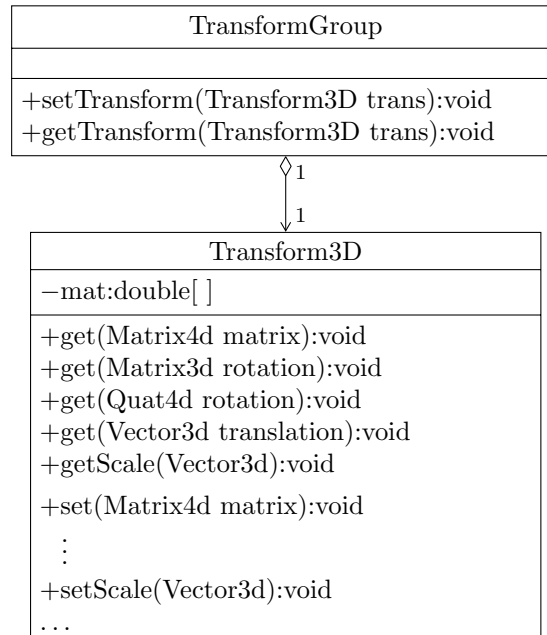 TransformGroup
+setTransform(Transform3D trans):void
+getTransform(Transform3D trans):void
1
1
Transform3D
−mat:double[ ]
+get(Matrix4d matrix):void
+get(Matrix3d rotation):void
+get(Quat4d rotation):void
+get(Vector3d translation):void
+getScale(Vector3d):void
+set(Matrix4d matrix):void
⋮
+setScale(Vector3d):void
...